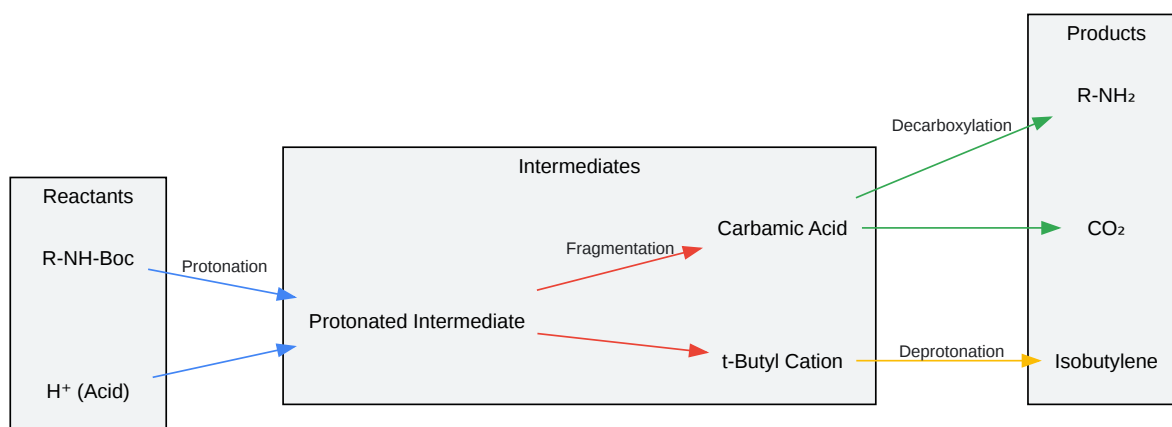 Reactants
R-NH-Boc
H⁺ (Acid)
Protonation
Intermediates
Protonated Intermediate
Fragmentation
Carbamic Acid
t-Butyl Cation
Decarboxylation
Deprotonation
Products
R-NH₂
CO₂
Isobutylene